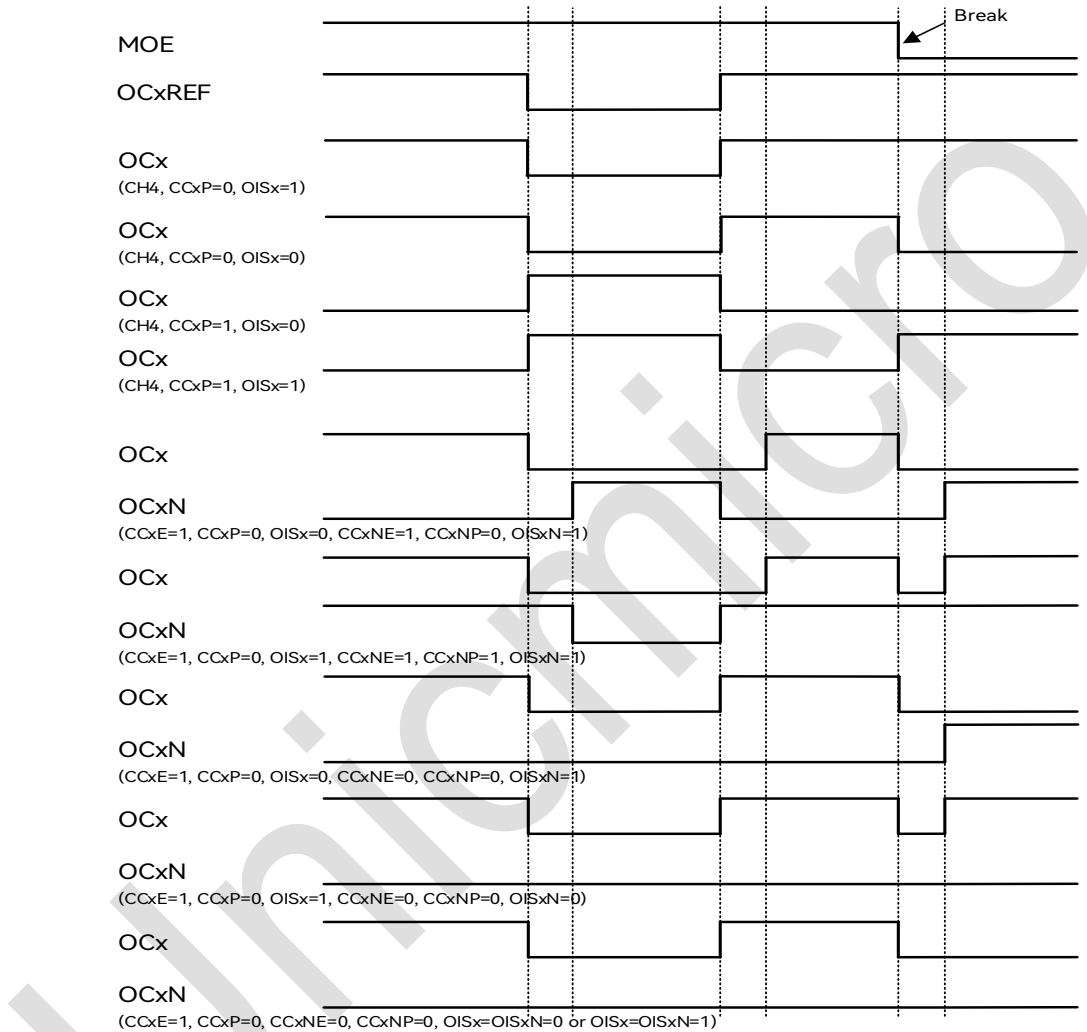 Break
MOE
OCxREF
OCx
(CH4, CCxP=0, OISx=1)
OCx
(CH4, CCxP=0, OISx=0)
OCx
(CH4, CCxP=1, OISx=0)
OCx
(CH4, CCxP=1, OISx=1)
OCx
OCxN
(CCxE=1, CCxP=0, OISx=0, CCxNE=1, CCxNP=0, OISxN=1)
OCx
OCxN
(CCxE=1, CCxP=0, OISx=1, CCxNE=1, CCxNP=1, OISxN=1)
OCx
OCxN
(CCxE=1, CCxP=0, OISx=0, CCxNE=0, CCxNP=0, OISxN=1)
OCx
OCxN
(CCxE=1, CCxP=0, OISx=1, CCxNE=0, CCxNP=0, OISxN=0)
OCx
OCxN
(CCxE=1, CCxP=0, CCxNE=0, CCxNP=0, OISx=OISxN=0 or OISx=OISxN=1)
Unicmicro